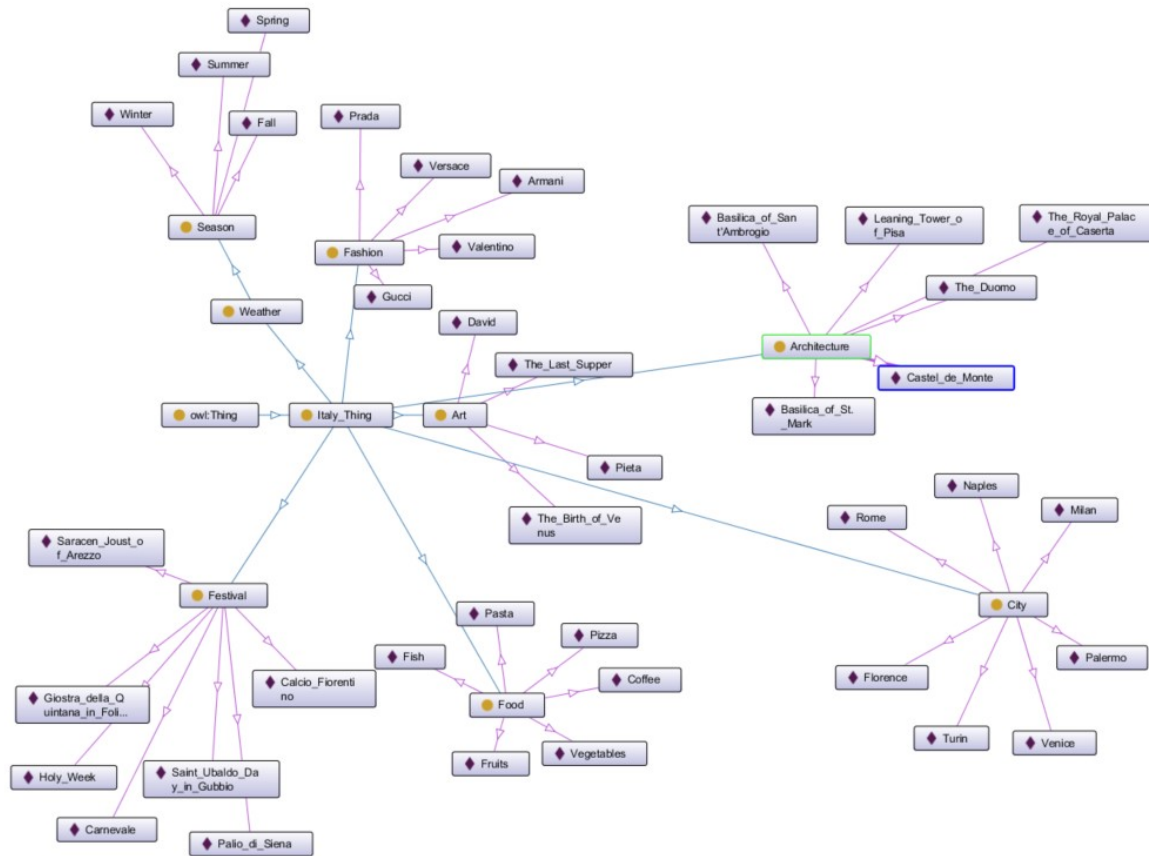 Spring
Summer
Winter
Fall
Prada
Versace
Armani
Season
Fashion
Valentino
Gucci
Weather
Basilica_of_San
t'Ambrogio
Leaning_Tower_o
f_Pisa
The_Royal_Palac
e_of_Caserta
The_Duomo
David
Architecture
The_Last_Supper
Castel_de_Monte
owl:Thing
Italy_Thing
Art
Basilica_of_St.
_Mark
Pieta
The_Birth_of_Ve
nus
Naples
Rome
Milan
Saracen_Joust_o
f_Arezzo
Festival
City
Pasta
Pizza
Fish
Coffee
Palermo
Florence
Calcio_Fiorenti
no
Giostra_della_Q
uintana_in_Foli...
Food
Vegetables
Turin
Venice
Fruits
Holy_Week
Saint_Ubaldo_Da
y_in_Gubbio
Carnevale
Palio_di_Siena